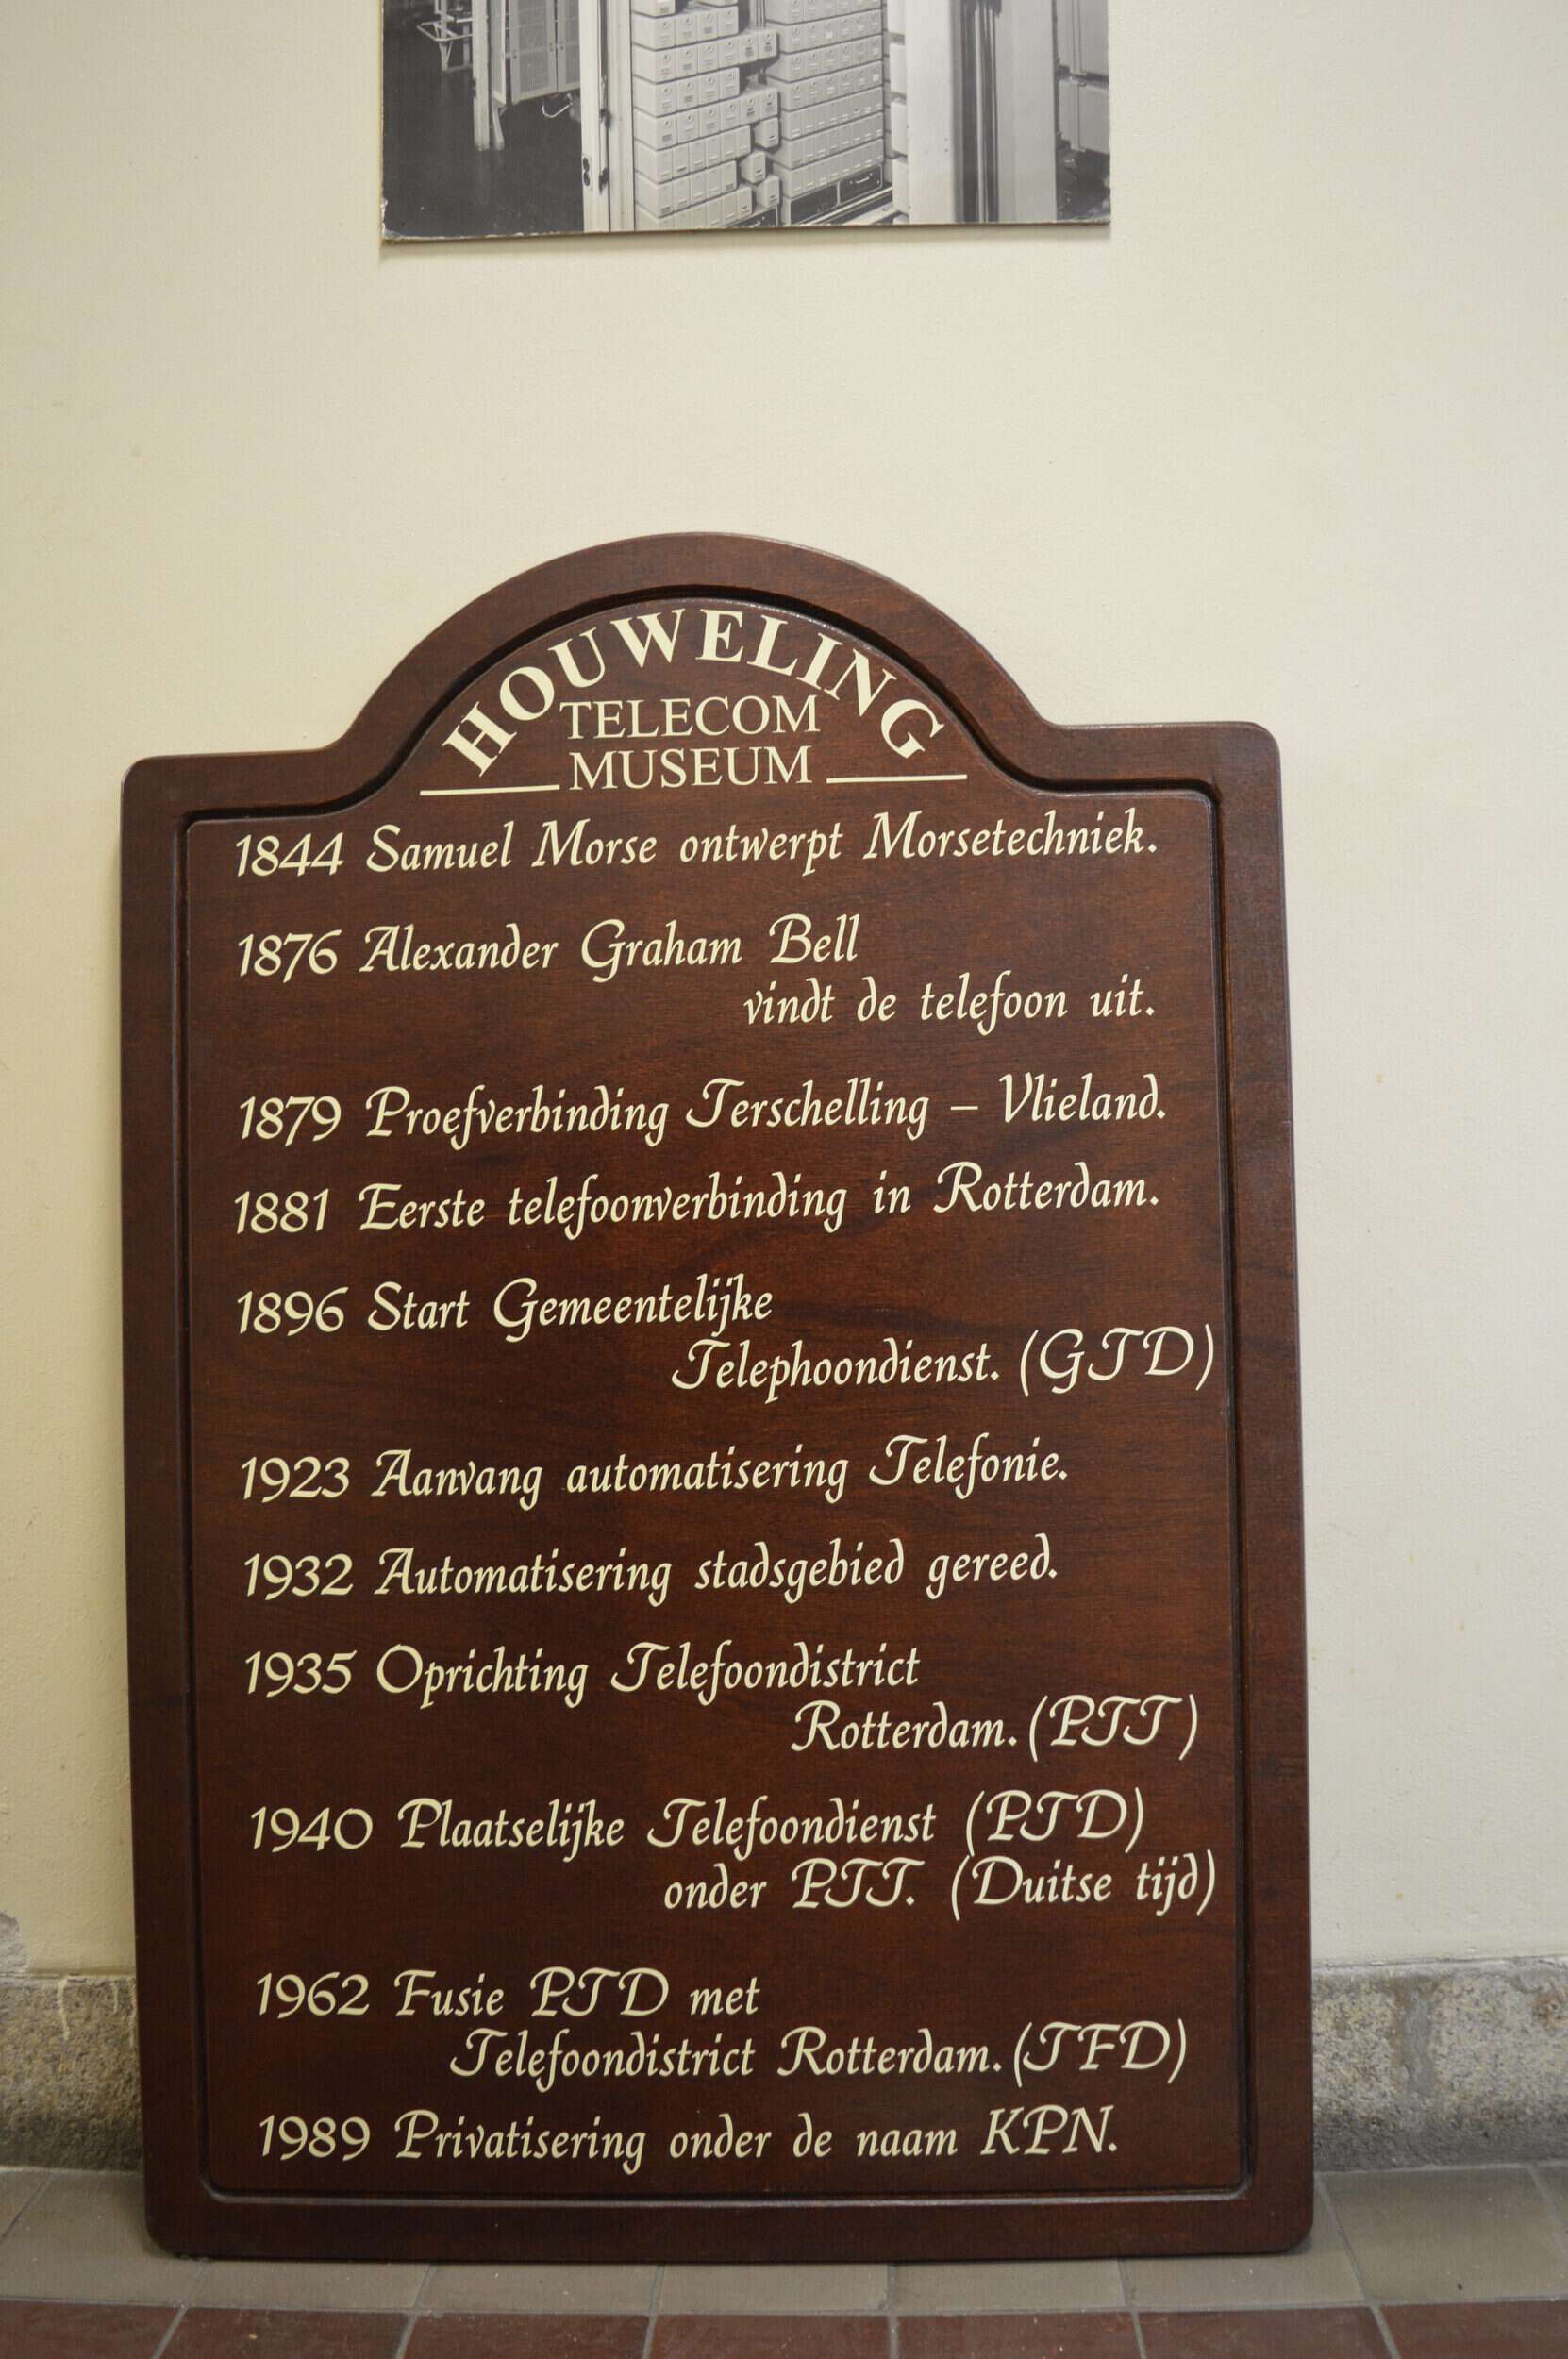 HOUWELING
TELECOM
MUSEUM
1844 Samuel Morse ontwerpt Morsetechniek.
1876 Alexander Graham Bell
vindt de telefoon uit.
1879 Proefverbinding Terschelling – Vlieland.
1881 Eerste telefoonverbinding in Rotterdam.
1896 Start Gemeentelijke
Telephoondienst. (GTD)
1923 Aanvang automatisering Telefonie.
1932 Automatisering stadsgebied gereed.
1935 Oprichting Telefoondistrict
Rotterdam. (PTT)
1940 Plaatselijke Telefoondienst (PTD)
onder PTT. (Duitse tijd)
1962 Fusie PTD met
Telefoondistrict Rotterdam. (TFD)
1989 Privatisering onder de naam KPN.